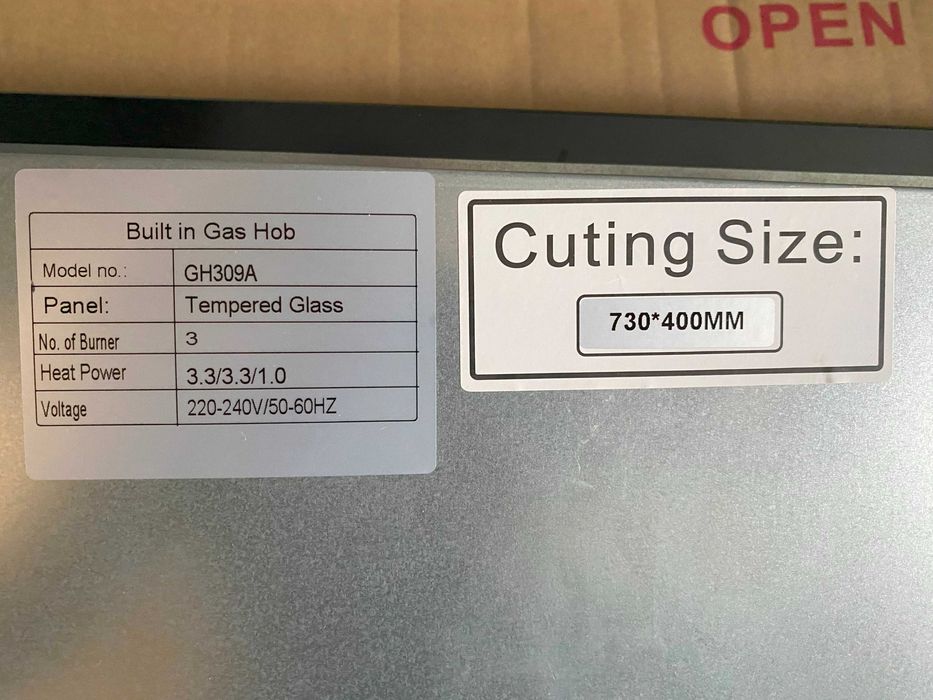 OPEN
Built in Gas Hob
Model no.: GH309A
Panel: Tempered Glass
No. of Burner 3
Heat Power 3.3/3.3/1.0
Voltage 220-240V/50-60HZ
Cuting Size:
730*400MM